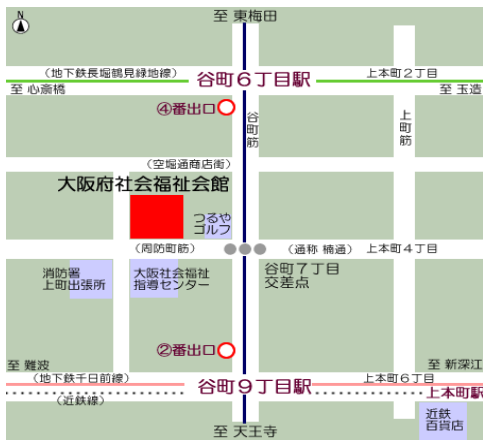 N
至 東梅田
(地下鉄長堀鶴見緑地線)
谷町6丁目駅
上本町2丁目
至 心斎橋
至 玉造
④番出口
谷町筋
上町筋
(空堀通商店街)
大阪府社会福祉会館
つるや
ゴルフ
(周防町筋)
(通称 楠通)
上本町4丁目
消防署
上町出張所
大阪社会福祉
指導センター
谷町7丁目
交差点
②番出口
至 難波
至 新深江
(地下鉄千日前線)
谷町9丁目駅
上本町6丁目
(近鉄線)
上本町駅
近鉄
百貨店
至 天王寺